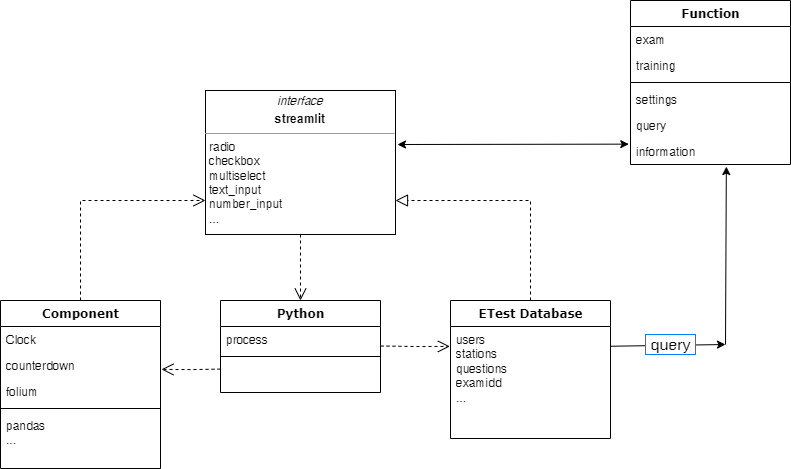 Function
exam
training
settings
query
information
interface
streamlit
radio
checkbox
multiselect
text_input
number_input
...
Component
Clock
counterdown
folium
pandas
...
Python
process
ETest Database
users
stations
questions
examidd
...
query